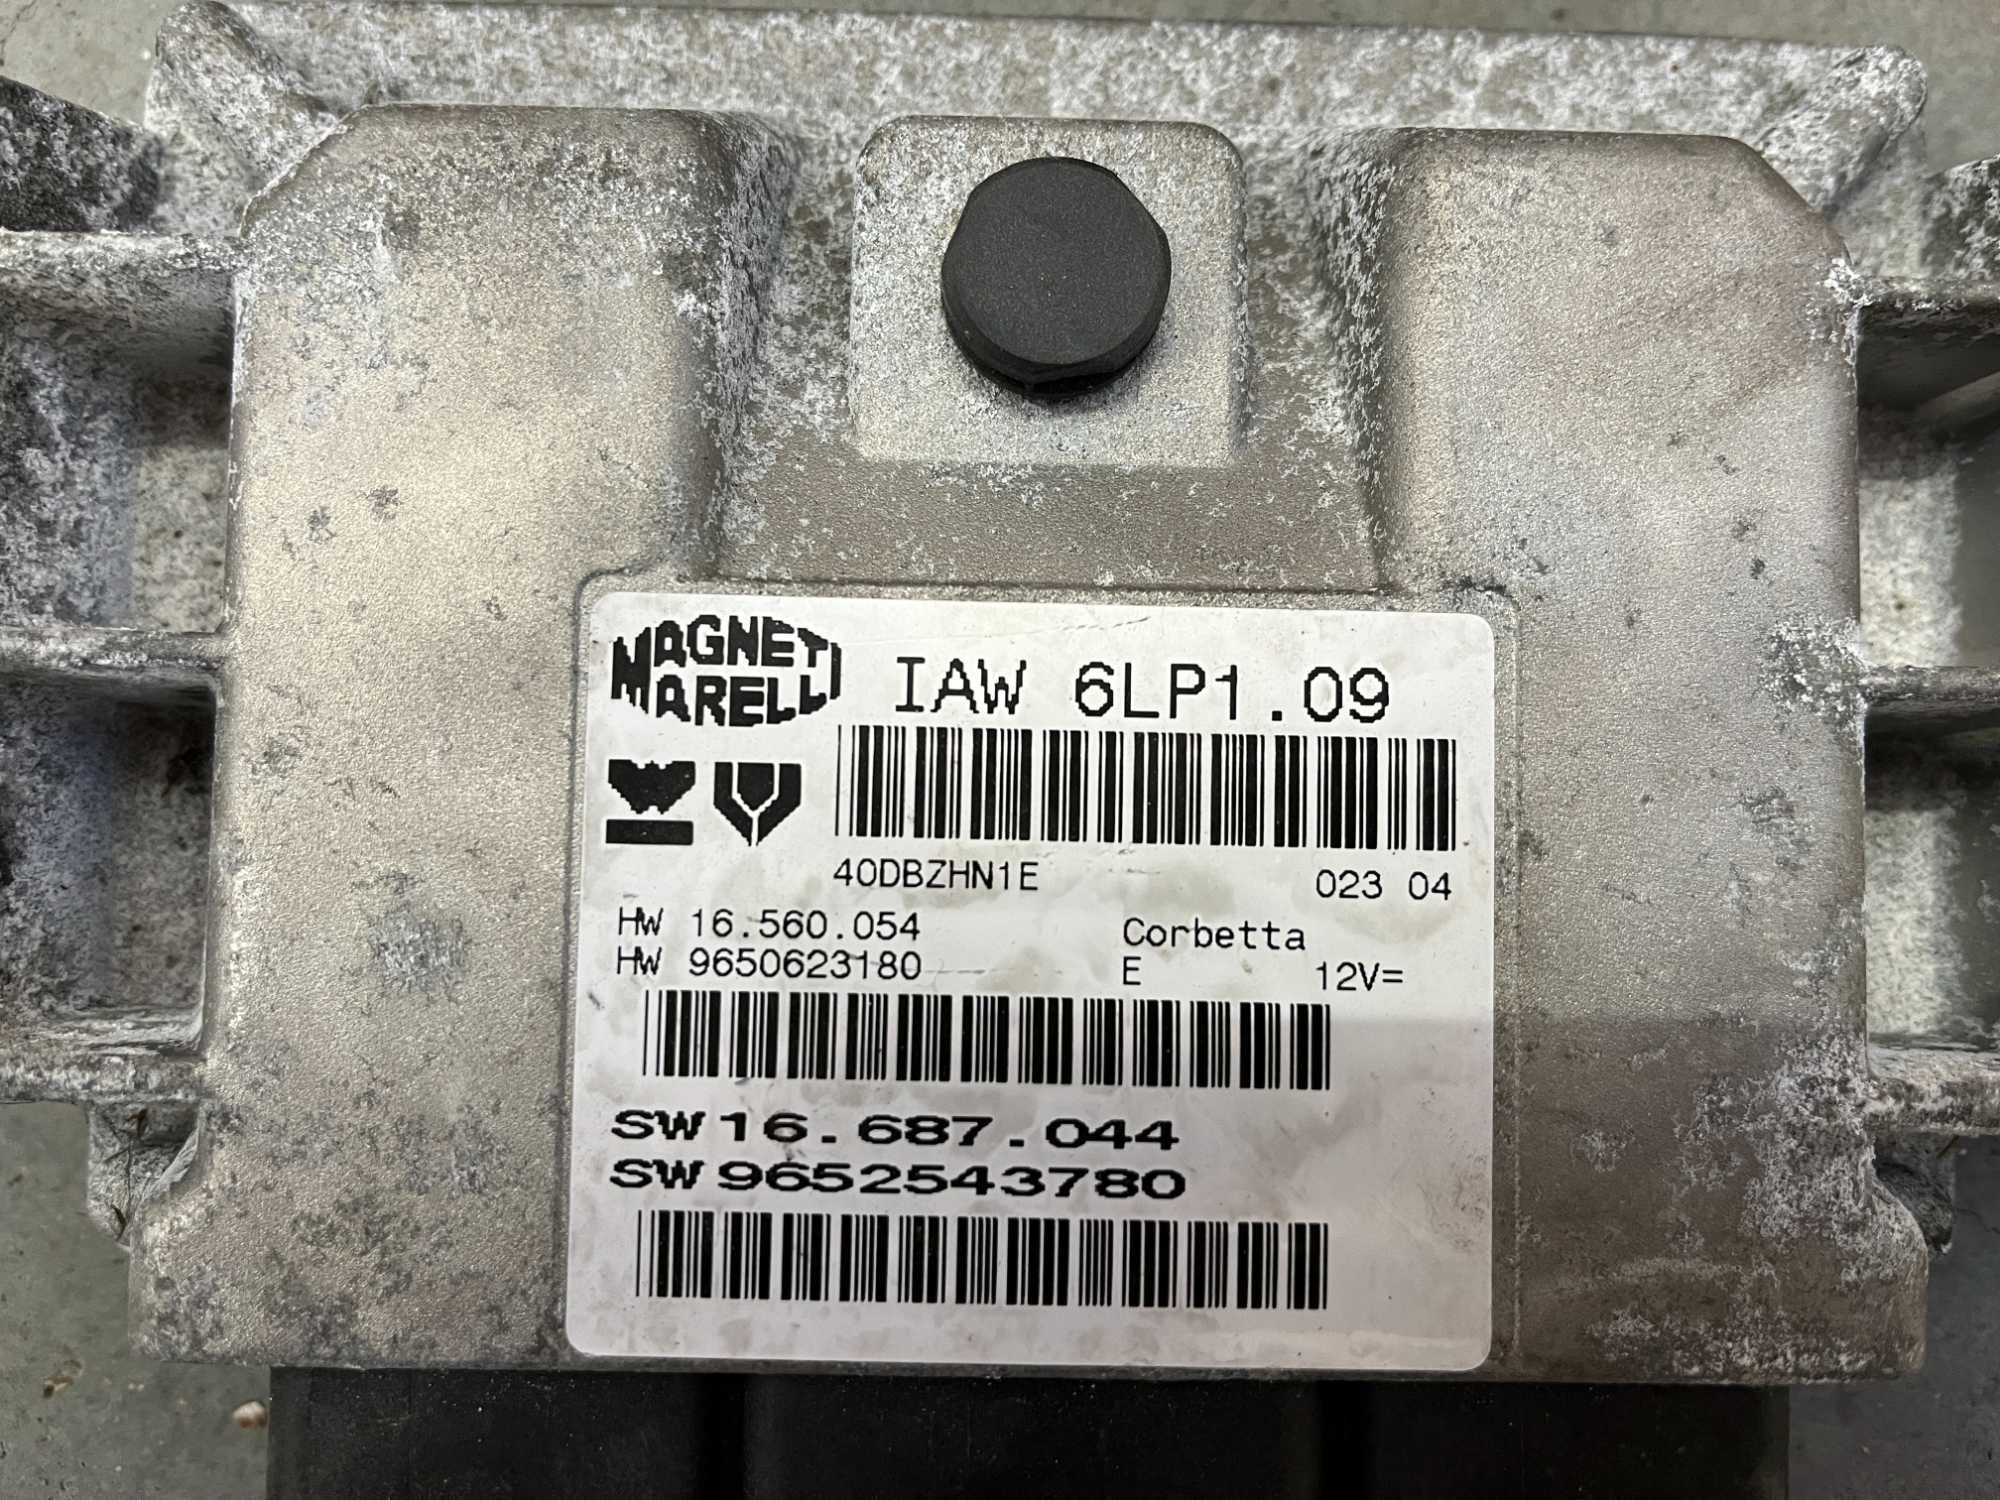 MAGNETI
MARELLI
IAW 6LP1.09
40DBZHN1E 023 04
HW 16.560.054 Corbetta
HW 9650623180 E 12V=
SW 16.687.044
SW 9652543780